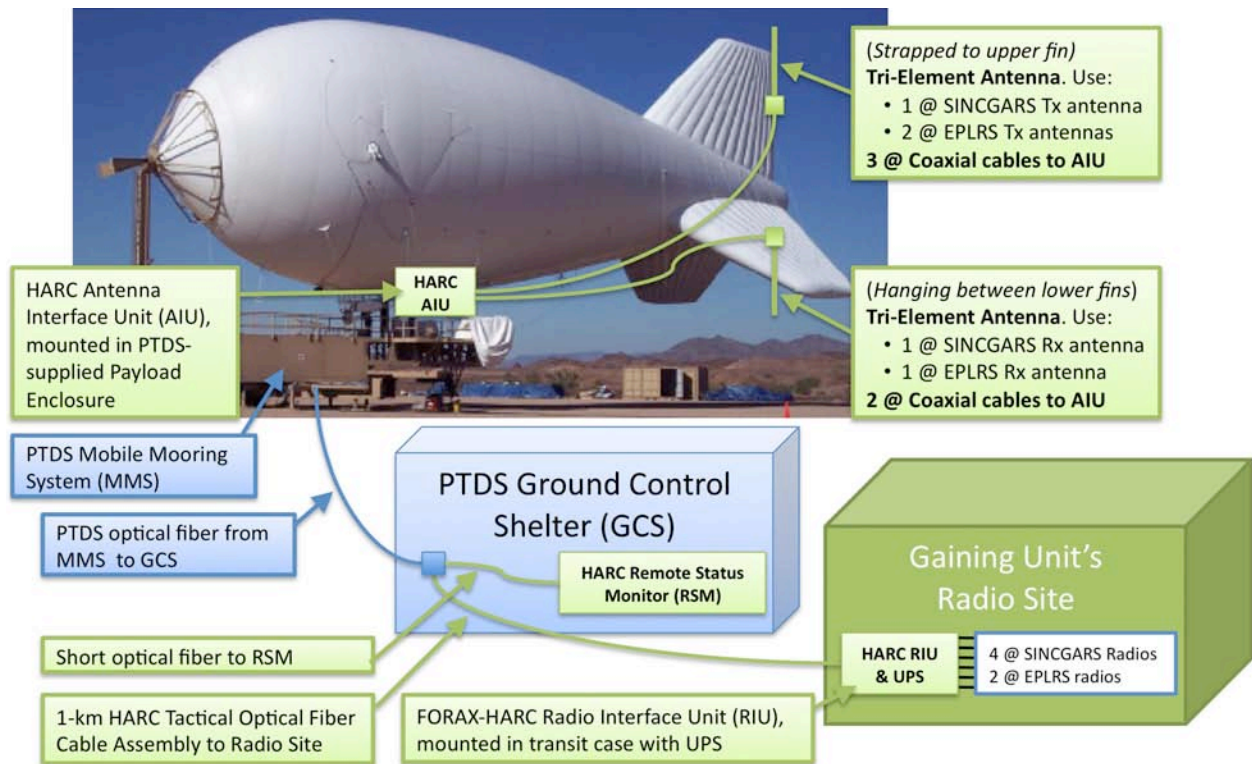 (Strapped to upper fin)
Tri-Element Antenna. Use:
• 1 @ SINCGARS Tx antenna
• 2 @ EPLRS Tx antennas
3 @ Coaxial cables to AIU
HARC Antenna
Interface Unit (AIU),
mounted in PTDS-
supplied Payload
Enclosure
HARC
AIU
(Hanging between lower fins)
Tri-Element Antenna. Use:
• 1 @ SINCGARS Rx antenna
• 1 @ EPLRS Rx antenna
2 @ Coaxial cables to AIU
PTDS Mobile Mooring
System (MMS)
PTDS optical fiber from
MMS to GCS
PTDS Ground Control
Shelter (GCS)
HARC Remote Status
Monitor (RSM)
Gaining Unit's
Radio Site
HARC RIU
& UPS
4 @ SINCGARS Radios
2 @ EPLRS radios
Short optical fiber to RSM
1-km HARC Tactical Optical Fiber
Cable Assembly to Radio Site
FORAX-HARC Radio Interface Unit (RIU),
mounted in transit case with UPS